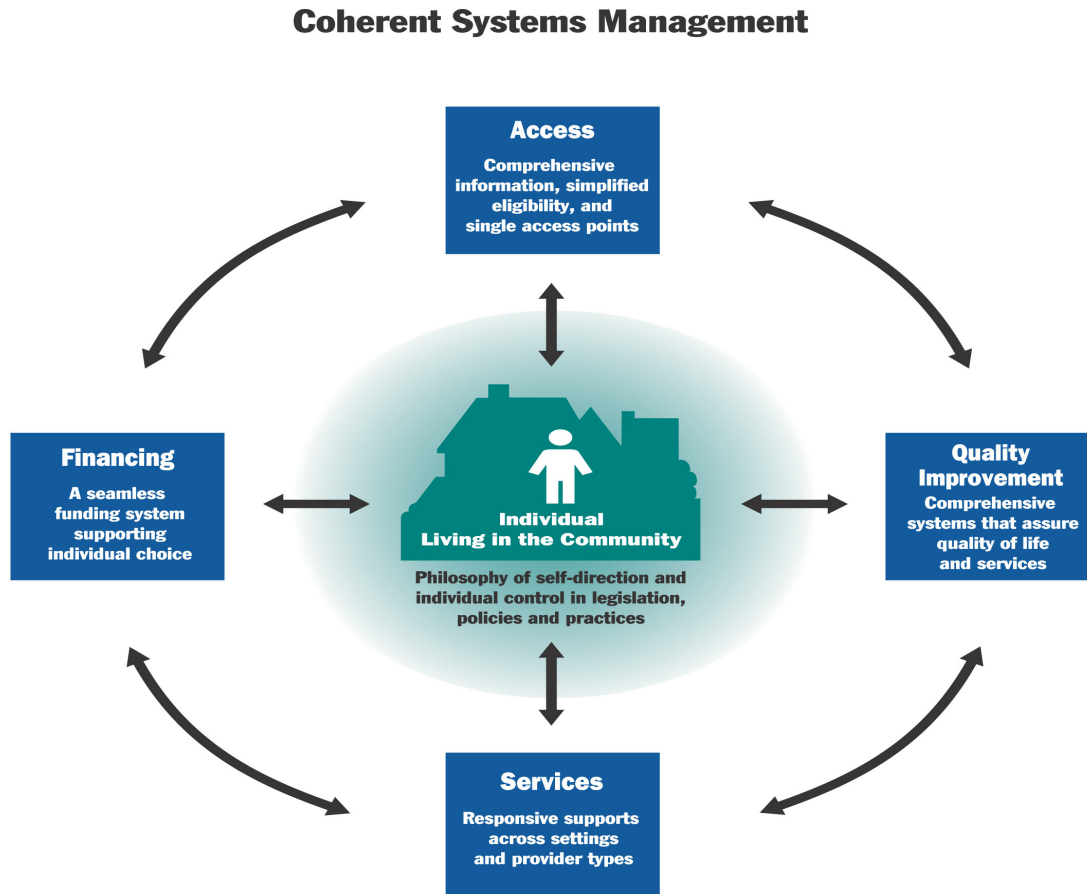 Coherent Systems Management
Access
Comprehensive
information, simplified
eligibility, and
single access points
Financing
A seamless
funding system
supporting
individual choice
Individual
Living in the Community
Philosophy of self-direction and
individual control in legislation,
policies and practices
Quality
Improvement
Comprehensive
systems that assure
quality of life
and services
Services
Responsive supports
across settings
and provider types